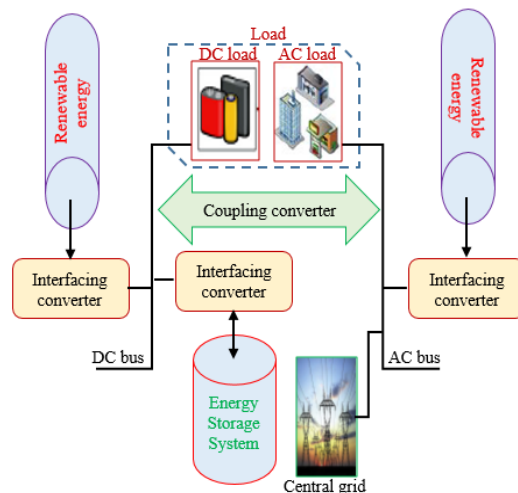 Load
DC load
AC load
Renewable
energy
Renewable
energy
Coupling converter
Interfacing
converter
Interfacing
converter
Interfacing
converter
DC bus
AC bus
Energy
Storage
System
Central grid